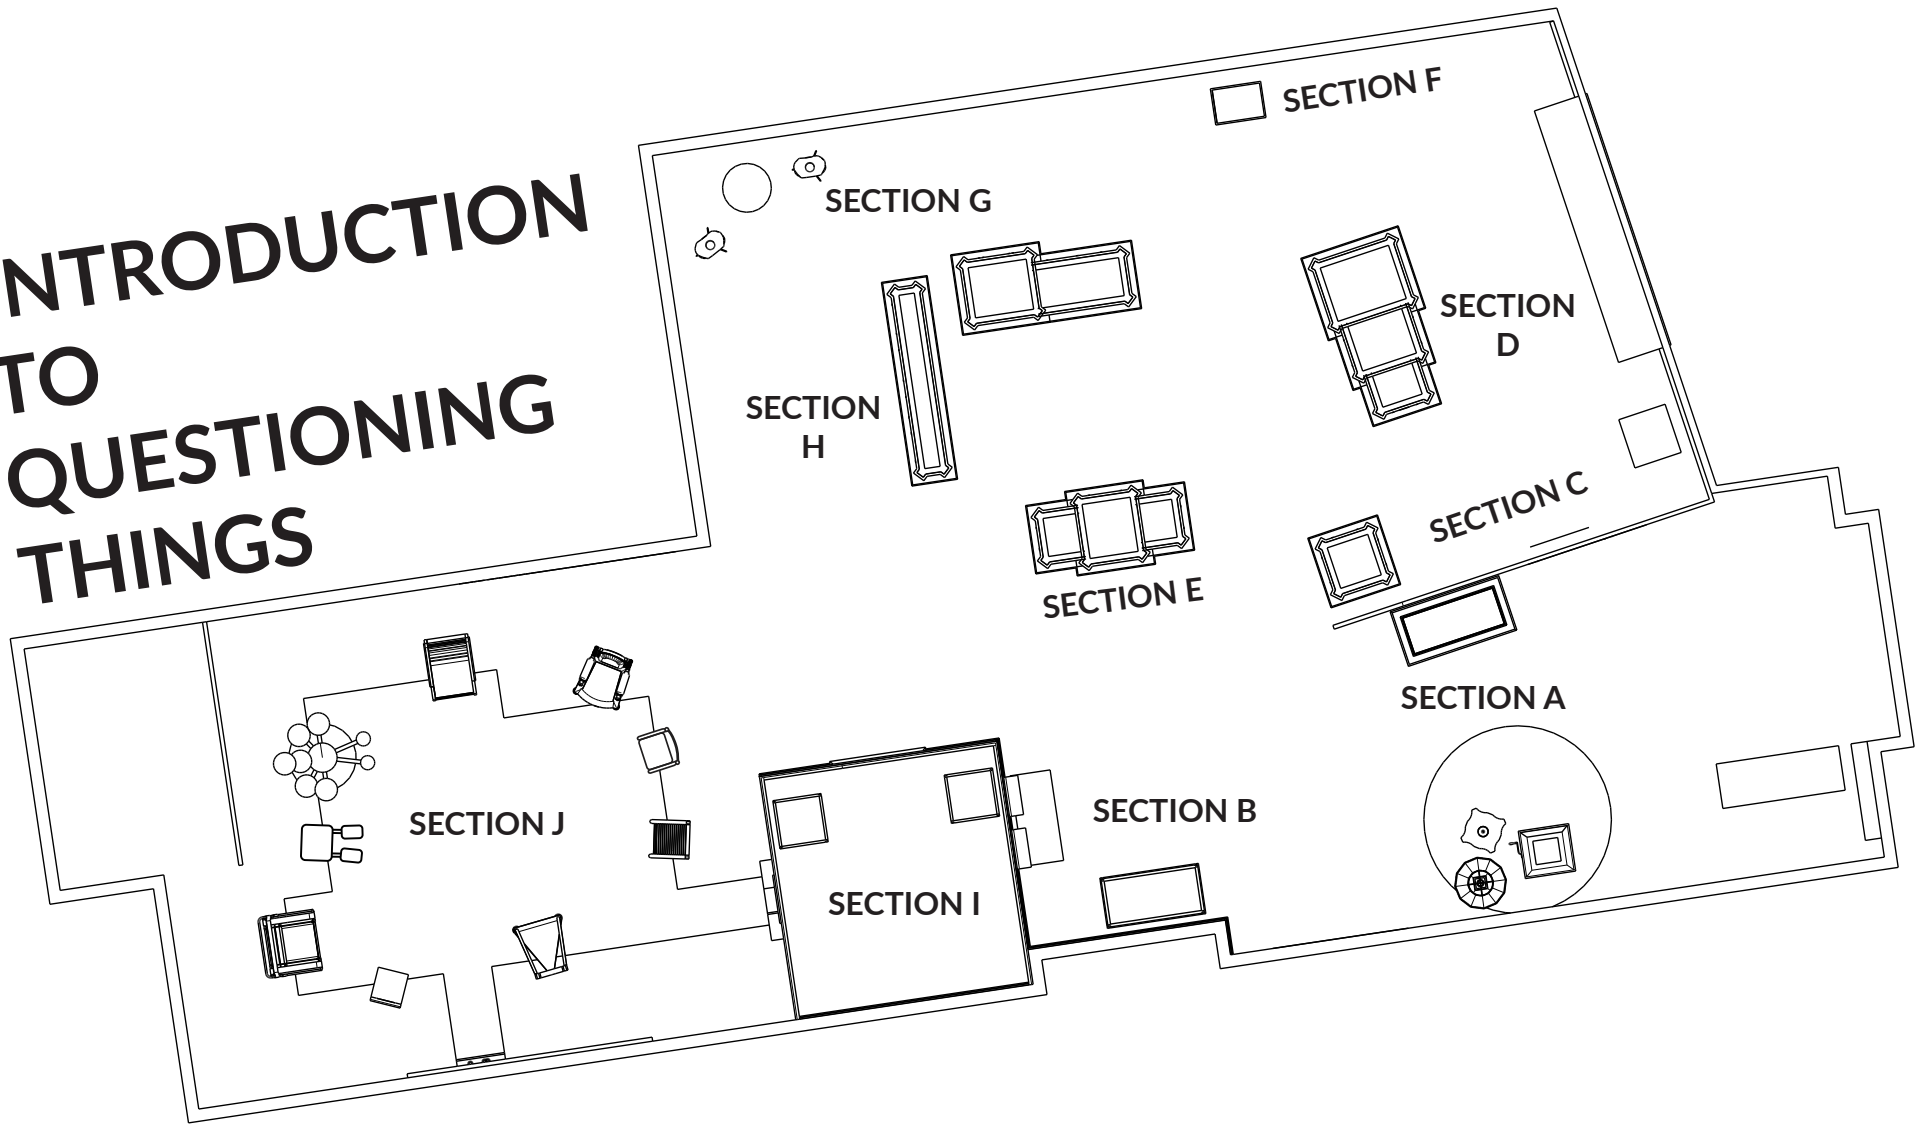 NTRODUCTION
TO
QUESTIONING
THINGS
SECTION F
SECTION G
SECTION
D
SECTION
H
SECTION C
SECTION E
SECTION A
SECTION B
SECTION J
SECTION I